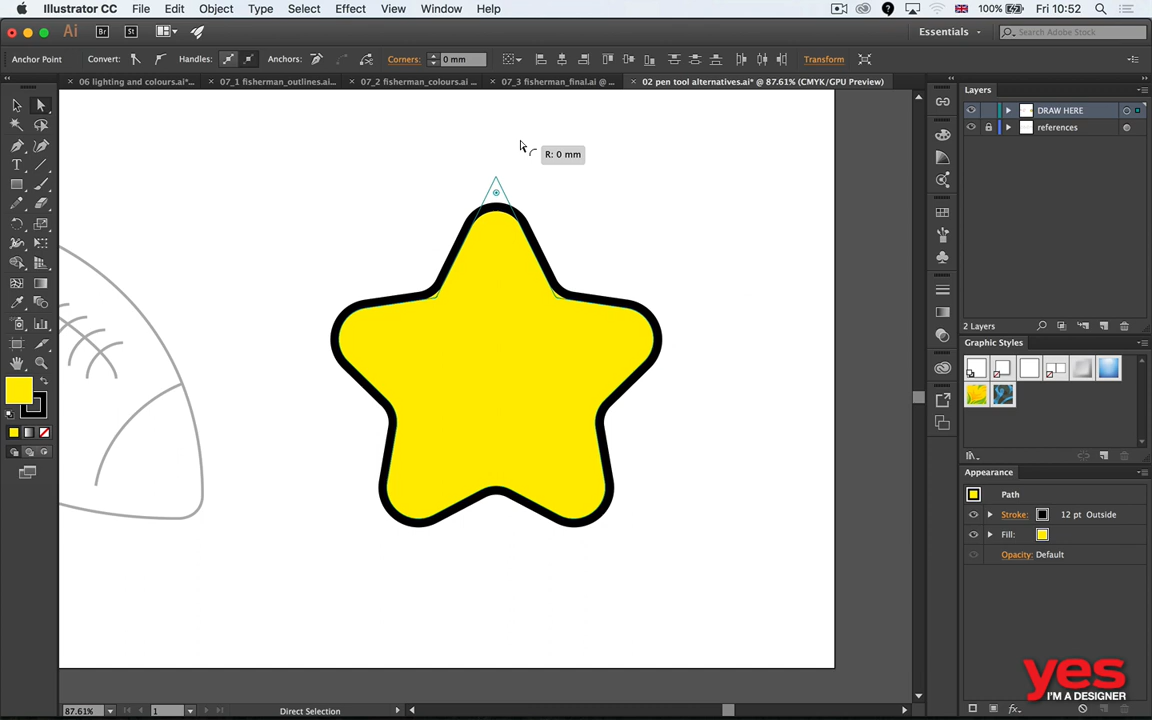 Illustrator CC File Edit Object Type Select Effect View Window Help 100% Fri 10:52
Ai Br St Essentials Search Adobe Stock
Anchor Point Convert: Handles: Anchors: Corners: 0 mm Transform
06 lighting and colours.ai*... 07_1 fisherman_outlines.ai... 07_2 fisherman_colours.ai ... 07_3 fisherman_final.ai @ ... 02 pen tool alternatives.ai* @ 87.61% (CMYK/GPU Preview)
Layers
DRAW HERE
references
R: 0 mm
2 Layers
Graphic Styles
Appearance
Path
Stroke: 12 pt Outside
Fill:
Opacity: Default
yes
I'M A DESIGNER
fx
87.61% 1 Direct Selection